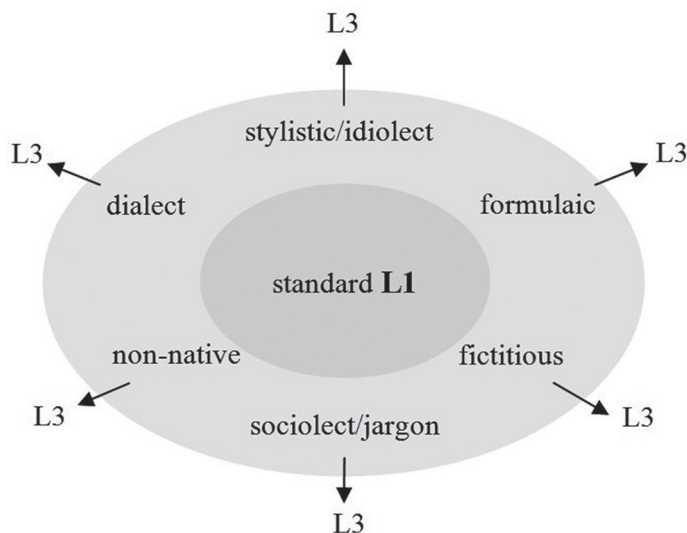 L3
stylistic/idiolect
L3
L3
dialect
formulaic
standard L1
non-native
fictitious
L3
L3
sociolect/jargon
L3